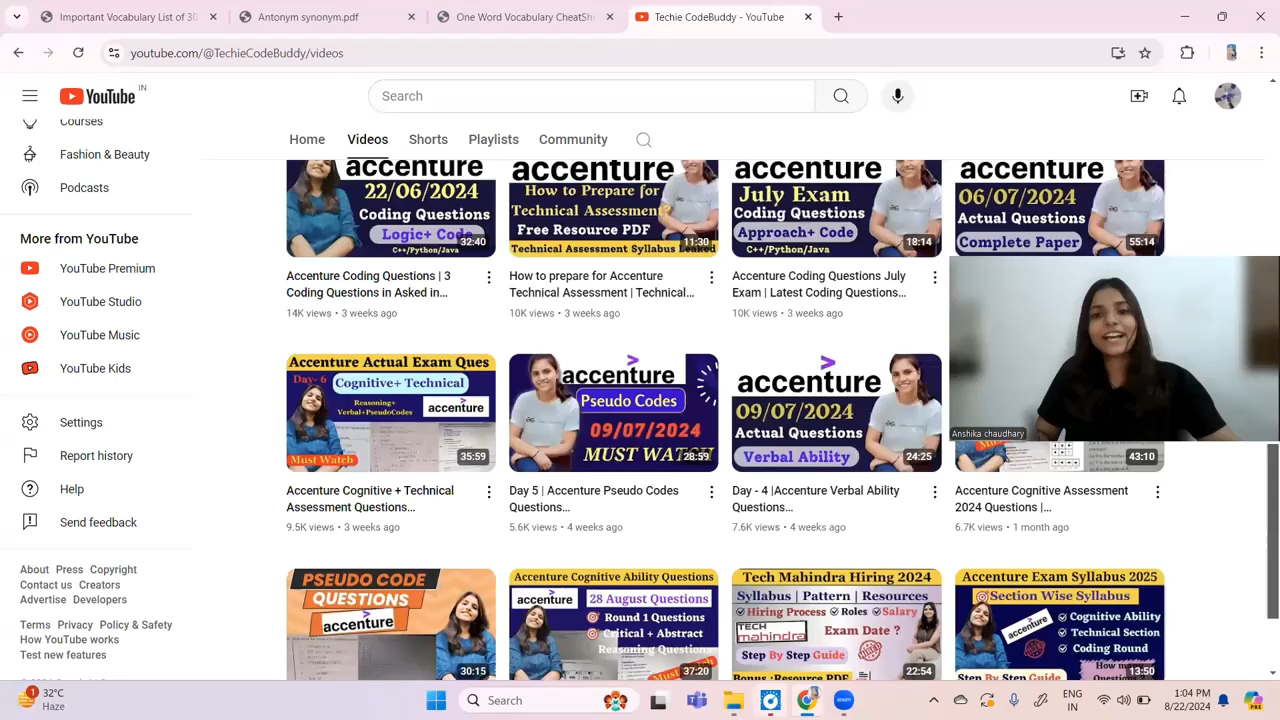 Important Vocabulary List of 30
Antonym synonym.pdf
One Word Vocabulary CheatSh
Techie CodeBuddy - YouTube
youtube.com/@TechieCodeBuddy/videos
YouTube IN
Search
Courses
Fashion & Beauty
Podcasts
More from YouTube
YouTube Premium
YouTube Studio
YouTube Music
YouTube Kids
Settings
Report history
Help
Send feedback
About Press Copyright
Contact us Creators
Advertise Developers
Terms Privacy Policy & Safety
How YouTube works
Test new features
Home Videos Shorts Playlists Community
accenture
22/06/2024
Coding Questions
Logic+ Code
32:40
C++/Python/Java
Accenture Coding Questions | 3
Coding Questions in Asked in...
14K views • 3 weeks ago
accenture
How to Prepare for
Technical Assessment?
Free Resource PDF
11:30
Technical Assessment Syllabus Leaked
How to prepare for Accenture
Technical Assessment | Technical...
10K views • 3 weeks ago
accenture
July Exam
Coding Questions
Approach+ Code
18:14
C++/Python/Java
Accenture Coding Questions July
Exam | Latest Coding Questions...
10K views • 3 weeks ago
accenture
06/07/2024
Actual Questions
Complete Paper
55:14
Anshika chaudhary
Accenture Actual Exam Ques
Day- 6
Cognitive+ Technical
Reasoning+
Verbal+PseudoCodes
accenture
Must Watch
35:59
Accenture Cognitive + Technical
Assessment Questions...
9.5K views • 3 weeks ago
accenture
Pseudo Codes
09/07/2024
MUST WATCH
28:59
Day 5 | Accenture Pseudo Codes
Questions...
5.6K views • 4 weeks ago
accenture
09/07/2024
Actual Questions
Verbal Ability
24:25
Day - 4 |Accenture Verbal Ability
Questions...
7.6K views • 4 weeks ago
Must Watch
43:10
Accenture Cognitive Assessment
2024 Questions |...
6.7K views • 1 month ago
PSEUDO CODE
QUESTIONS
accenture
30:15
Accenture Cognitive Ability Questions
accenture
28 August Questions
Round 1 Questions
Critical + Abstract
Reasoning Questions
Must Watch
37:20
Tech Mahindra Hiring 2024
Syllabus | Pattern | Resources
Hiring Process Roles Salary
TECH
mahindra
Exam Date ?
Step By Step Guide
Bonus :Resource PDF
22:54
Accenture Exam Syllabus 2025
Section Wise Syllabus
accenture
Cognitive Ability
Technical Section
Coding Round
Step By Step Guide
13:50
1
32°C
Haze
Search
ENG
IN
1:04 PM
8/22/2024
zoom
PRE